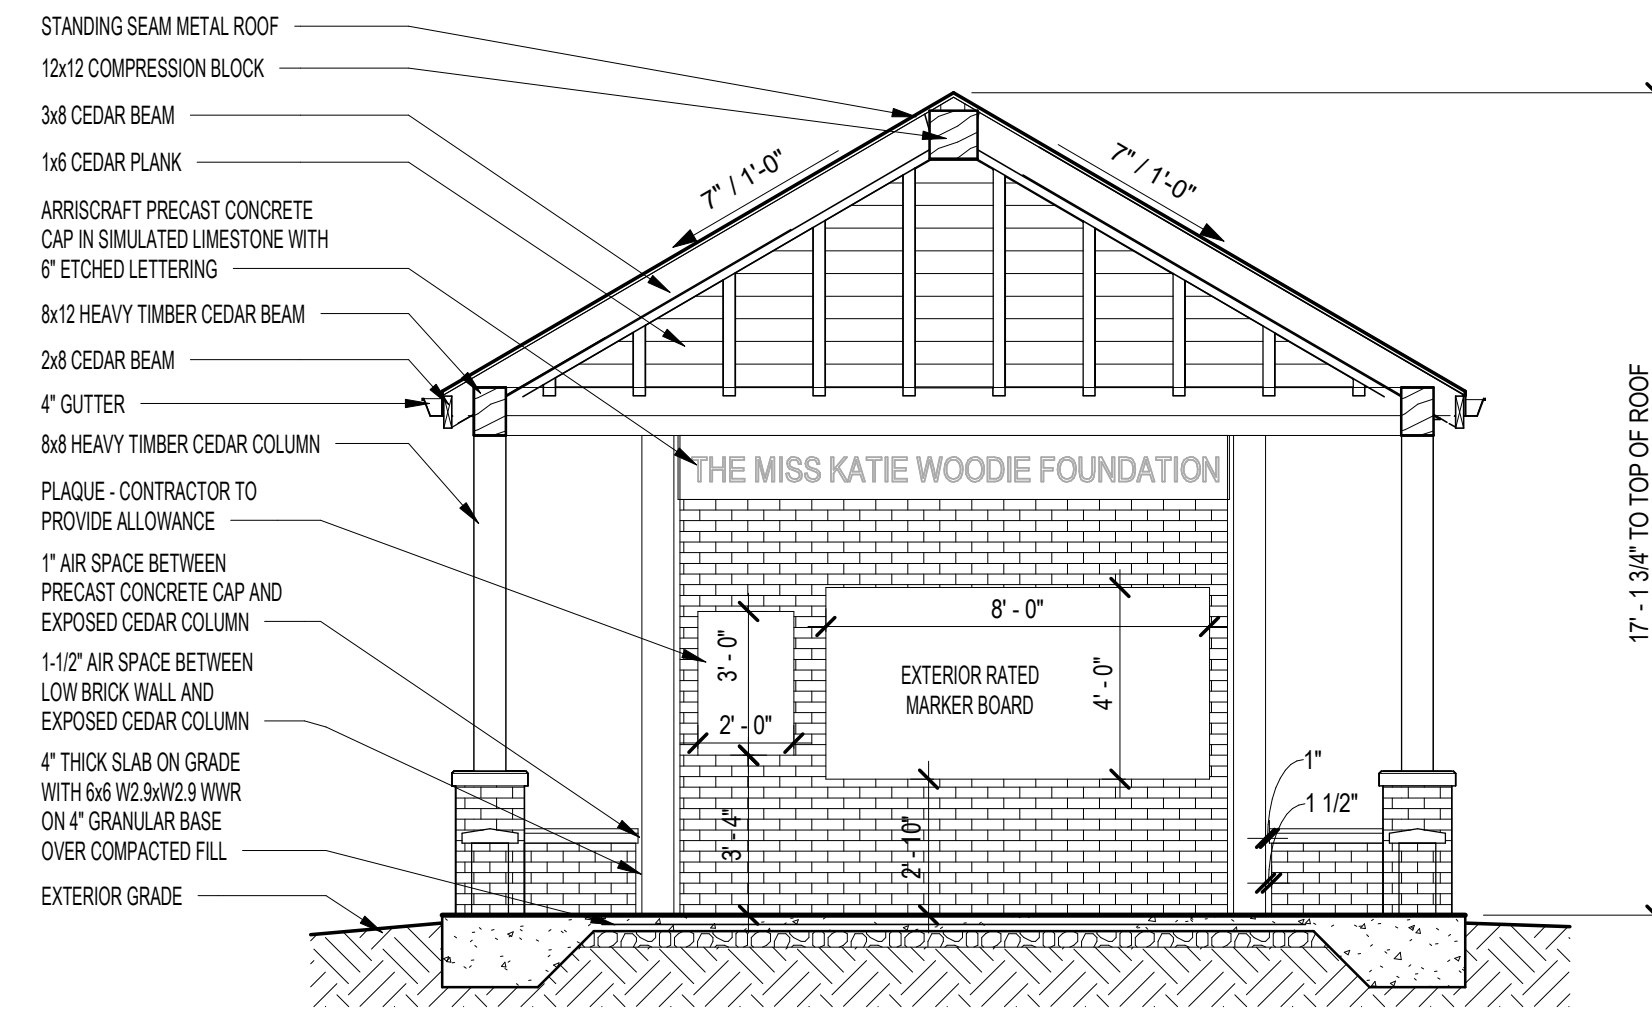 STANDING SEAM METAL ROOF
12x12 COMPRESSION BLOCK
3x8 CEDAR BEAM
1x6 CEDAR PLANK
ARRISCRAFT PRECAST CONCRETE
CAP IN SIMULATED LIMESTONE WITH
6" ETCHED LETTERING
8x12 HEAVY TIMBER CEDAR BEAM
2x8 CEDAR BEAM
4" GUTTER
8x8 HEAVY TIMBER CEDAR COLUMN
PLAQUE - CONTRACTOR TO
PROVIDE ALLOWANCE
1" AIR SPACE BETWEEN
PRECAST CONCRETE CAP AND
EXPOSED CEDAR COLUMN
1-1/2" AIR SPACE BETWEEN
LOW BRICK WALL AND
EXPOSED CEDAR COLUMN
4" THICK SLAB ON GRADE
WITH 6x6 W2.9xW2.9 WWR
ON 4" GRANULAR BASE
OVER COMPACTED FILL
EXTERIOR GRADE
7" / 1'-0"
7" / 1'-0"
THE MISS KATIE WOODIE FOUNDATION
8' - 0"
3' - 0"
2' - 0"
EXTERIOR RATED
MARKER BOARD
4' - 0"
3' - 4"
2' - 10"
1"
1 1/2"
17' - 1 3/4" TO TOP OF ROOF